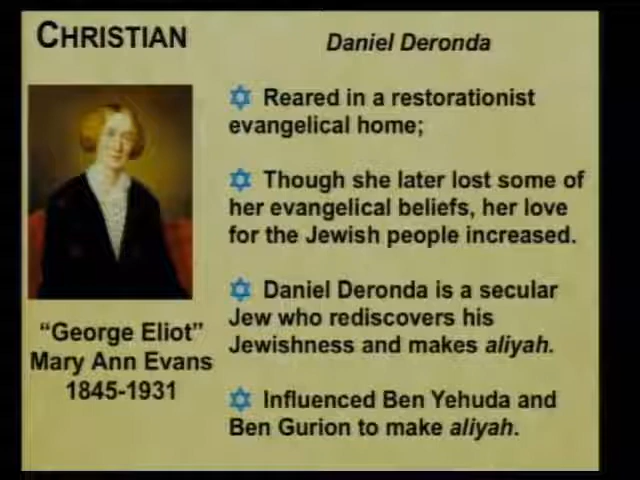 CHRISTIAN
Daniel Deronda
Reared in a restorationist
evangelical home;
Though she later lost some of
her evangelical beliefs, her love
for the Jewish people increased.
Daniel Deronda is a secular
Jew who rediscovers his
Jewishness and makes aliyah.
Influenced Ben Yehuda and
Ben Gurion to make aliyah.
“George Eliot”
Mary Ann Evans
1845-1931